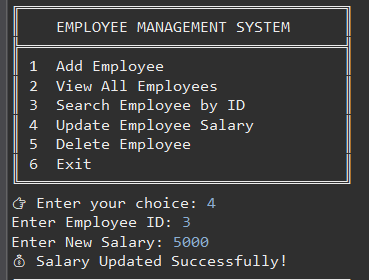 EMPLOYEE MANAGEMENT SYSTEM
1 Add Employee
2 View All Employees
3 Search Employee by ID
4 Update Employee Salary
5 Delete Employee
6 Exit
👉 Enter your choice: 4
Enter Employee ID: 3
Enter New Salary: 5000
💰 Salary Updated Successfully!